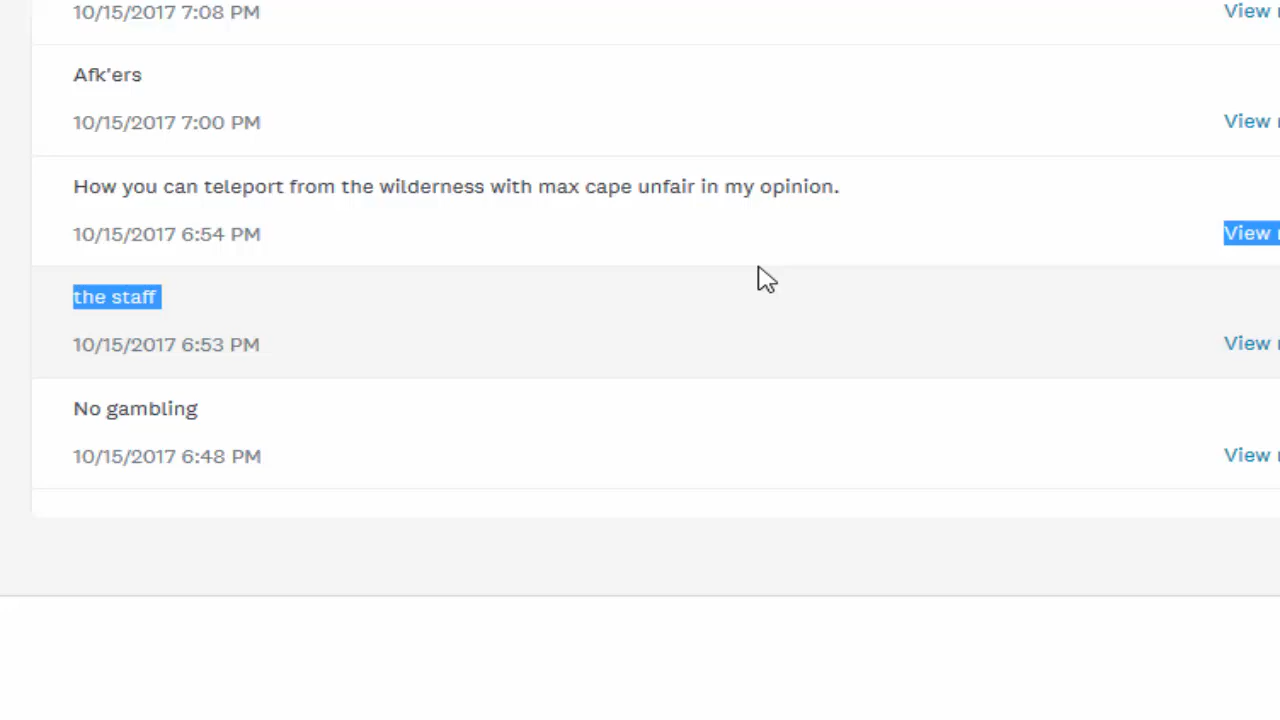 10/15/2017 7:08 PM View
Afk'ers
10/15/2017 7:00 PM View
How you can teleport from the wilderness with max cape unfair in my opinion.
10/15/2017 6:54 PM View
the staff
10/15/2017 6:53 PM View
No gambling
10/15/2017 6:48 PM View